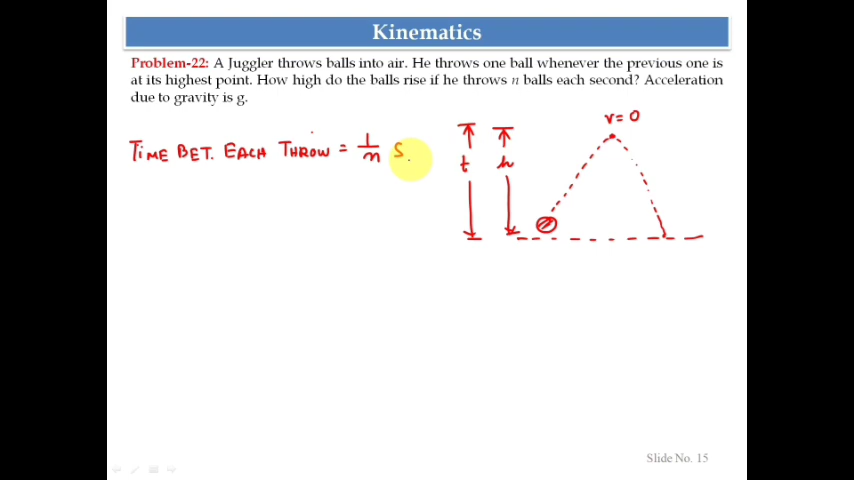 Kinematics
Problem-22: A Juggler throws balls into air. He throws one ball whenever the previous one is
at its highest point. How high do the balls rise if he throws n balls each second? Acceleration
due to gravity is g.
v = 0
TIME BET. EACH THROW = 1/n S.
t h
Slide No. 15